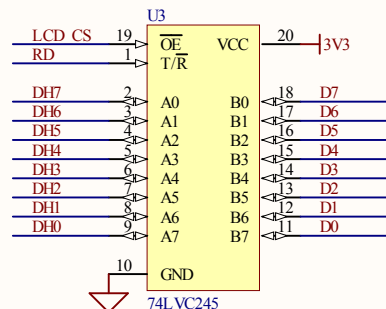 U3
LCD CS 19 OE VCC 20 3V3
RD 1 T/R
DH7 2 A0 B0 18 D7
DH6 3 A1 B1 17 D6
DH5 4 A2 B2 16 D5
DH4 5 A3 B3 15 D4
DH3 6 A4 B4 14 D3
DH2 7 A5 B5 13 D2
DH1 8 A6 B6 12 D1
DH0 9 A7 B7 11 D0
10 GND
74LVC245